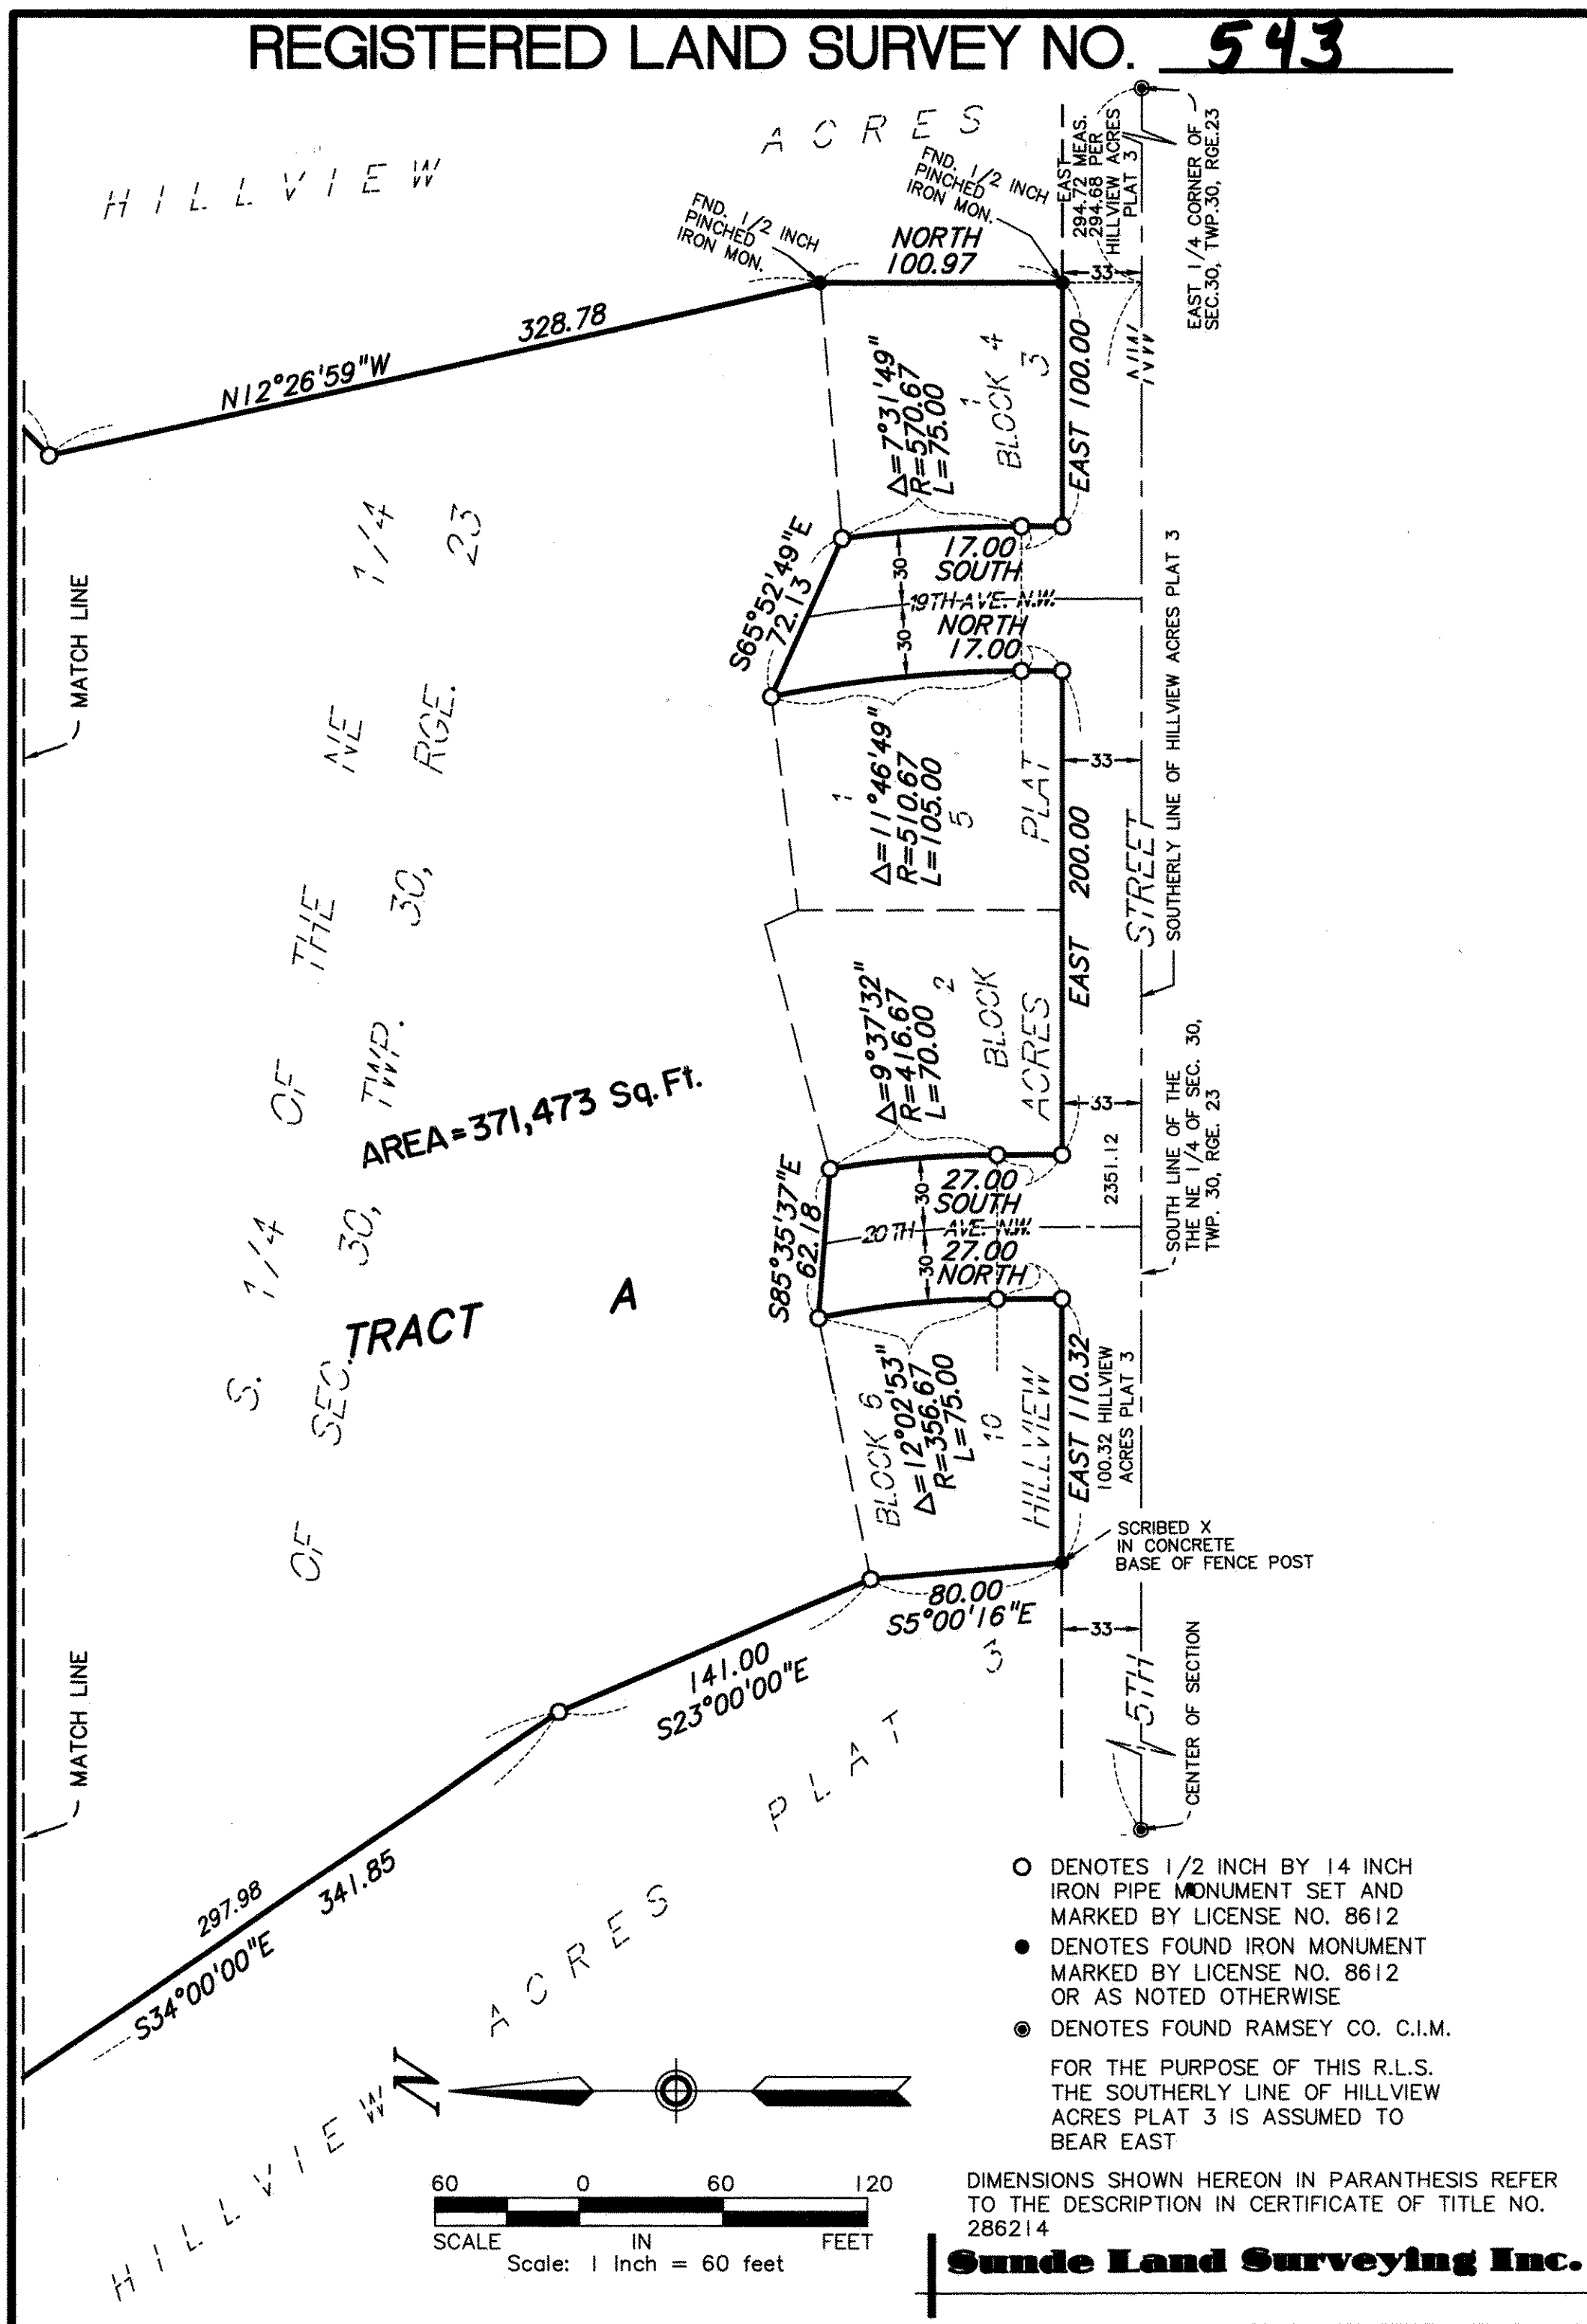 REGISTERED LAND SURVEY NO. 543
HILLVIEW ACRES
FND. 1/2 INCH
PINCHED
IRON MON.
FND. 1/2 INCH
PINCHED
IRON MON.
NORTH
100.97
EAST
294.72 MEAS.
294.68 PER
HILLVIEW ACRES
PLAT 3
33
EAST 1/4 CORNER OF
SEC.30, TWP.30, RGE.23
328.78
N12°26'59"W
Δ=7°31'49"
R=570.67
L=75.00
1
BLOCK 4
3
EAST 100.00
NW
S65°52'49"E
72.13
30
17.00
SOUTH
19TH AVE. N.W.
NORTH
17.00
30
MATCH LINE
S. 1/4 OF THE NE 1/4
OF SEC. 30, TWP. 30, RGE. 23
Δ=11°46'49"
R=510.67
L=105.00
1
5
PLAT
33
EAST 200.00
STREET
SOUTHERLY LINE OF HILLVIEW ACRES PLAT 3
Δ=9°37'32"
R=416.67
L=70.00
2
BLOCK
ACRES
33
2351.12
SOUTH LINE OF THE
THE NE 1/4 OF SEC. 30,
TWP. 30, RGE. 23
AREA=371,473 Sq. Ft.
TRACT A
S85°35'37"E
62.18
30
27.00
SOUTH
20TH AVE. N.W.
27.00
NORTH
30
BLOCK 6
Δ=12°02'53"
R=356.67
L=75.00
10
HILLVIEW
EAST 110.32
100.32 HILLVIEW
ACRES PLAT 3
SCRIBED X
IN CONCRETE
BASE OF FENCE POST
80.00
S5°00'16"E
33
5TH
CENTER OF SECTION
141.00
S23°00'00"E
MATCH LINE
297.98
341.85
S34°00'00"E
HILLVIEW ACRES PLAT 3
○ DENOTES 1/2 INCH BY 14 INCH
IRON PIPE MONUMENT SET AND
MARKED BY LICENSE NO. 8612
● DENOTES FOUND IRON MONUMENT
MARKED BY LICENSE NO. 8612
OR AS NOTED OTHERWISE
◉ DENOTES FOUND RAMSEY CO. C.I.M.
FOR THE PURPOSE OF THIS R.L.S.
THE SOUTHERLY LINE OF HILLVIEW
ACRES PLAT 3 IS ASSUMED TO
BEAR EAST
N
60 0 60 120
SCALE IN FEET
Scale: 1 Inch = 60 feet
DIMENSIONS SHOWN HEREON IN PARANTHESIS REFER
TO THE DESCRIPTION IN CERTIFICATE OF TITLE NO.
286214
Sunde Land Surveying Inc.